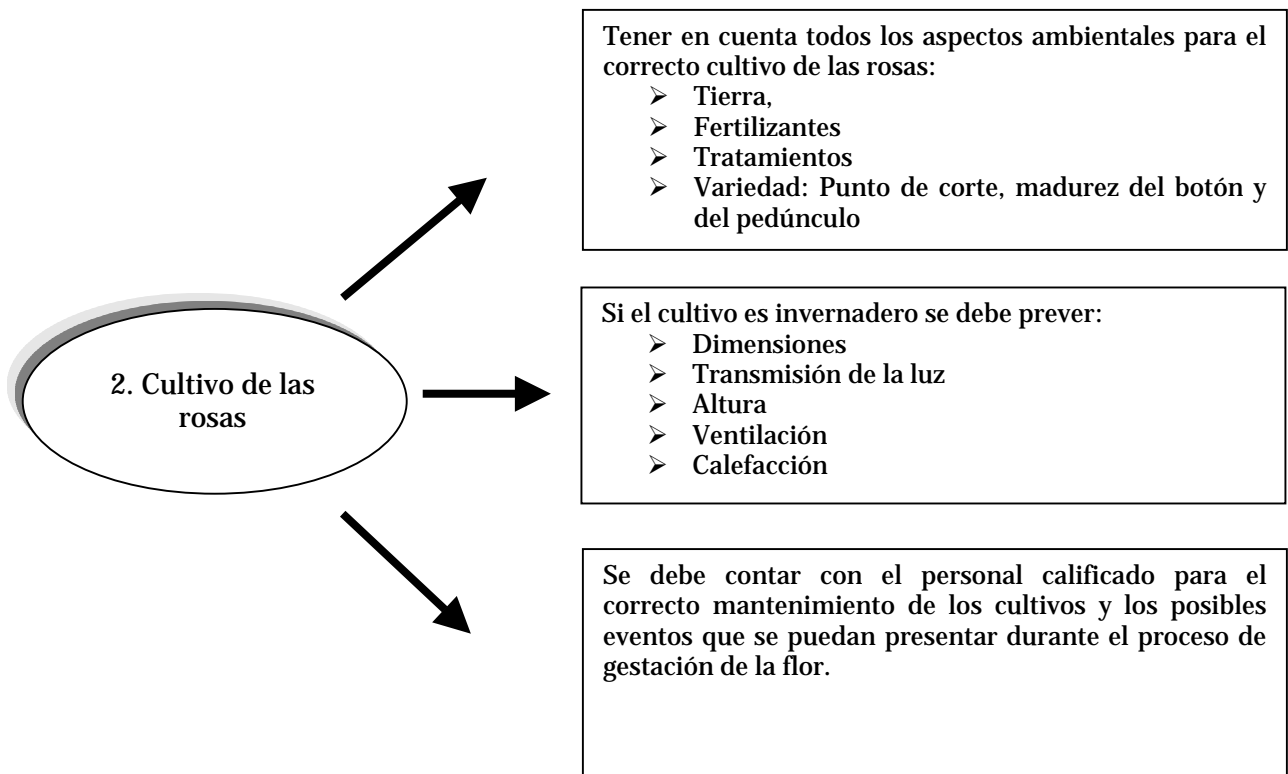 Tener en cuenta todos los aspectos ambientales para el
correcto cultivo de las rosas:
➢ Tierra,
➢ Fertilizantes
➢ Tratamientos
➢ Variedad: Punto de corte, madurez del botón y
del pedúnculo
2. Cultivo de las
rosas
Si el cultivo es invernadero se debe prever:
➢ Dimensiones
➢ Transmisión de la luz
➢ Altura
➢ Ventilación
➢ Calefacción
Se debe contar con el personal calificado para el
correcto mantenimiento de los cultivos y los posibles
eventos que se puedan presentar durante el proceso de
gestación de la flor.